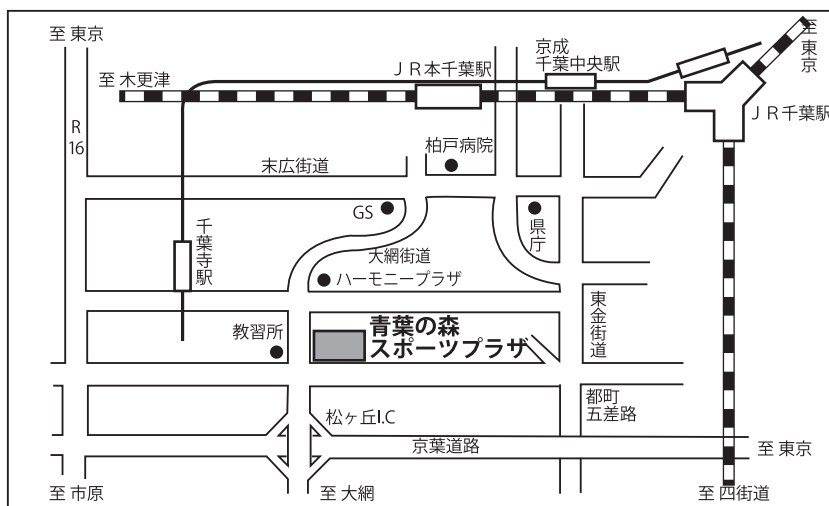 至 東京
至 木更津
ＪＲ本千葉駅
京成
千葉中央駅
至
東
京
ＪＲ千葉駅
R
16
柏戸病院
末広街道
GS
県庁
千葉寺駅
大網街道
ハーモニープラザ
東金街道
教習所
青葉の森
スポーツプラザ
都町
五差路
松ヶ丘I.C
京葉道路
至 東京
至 市原
至 大網
至 四街道